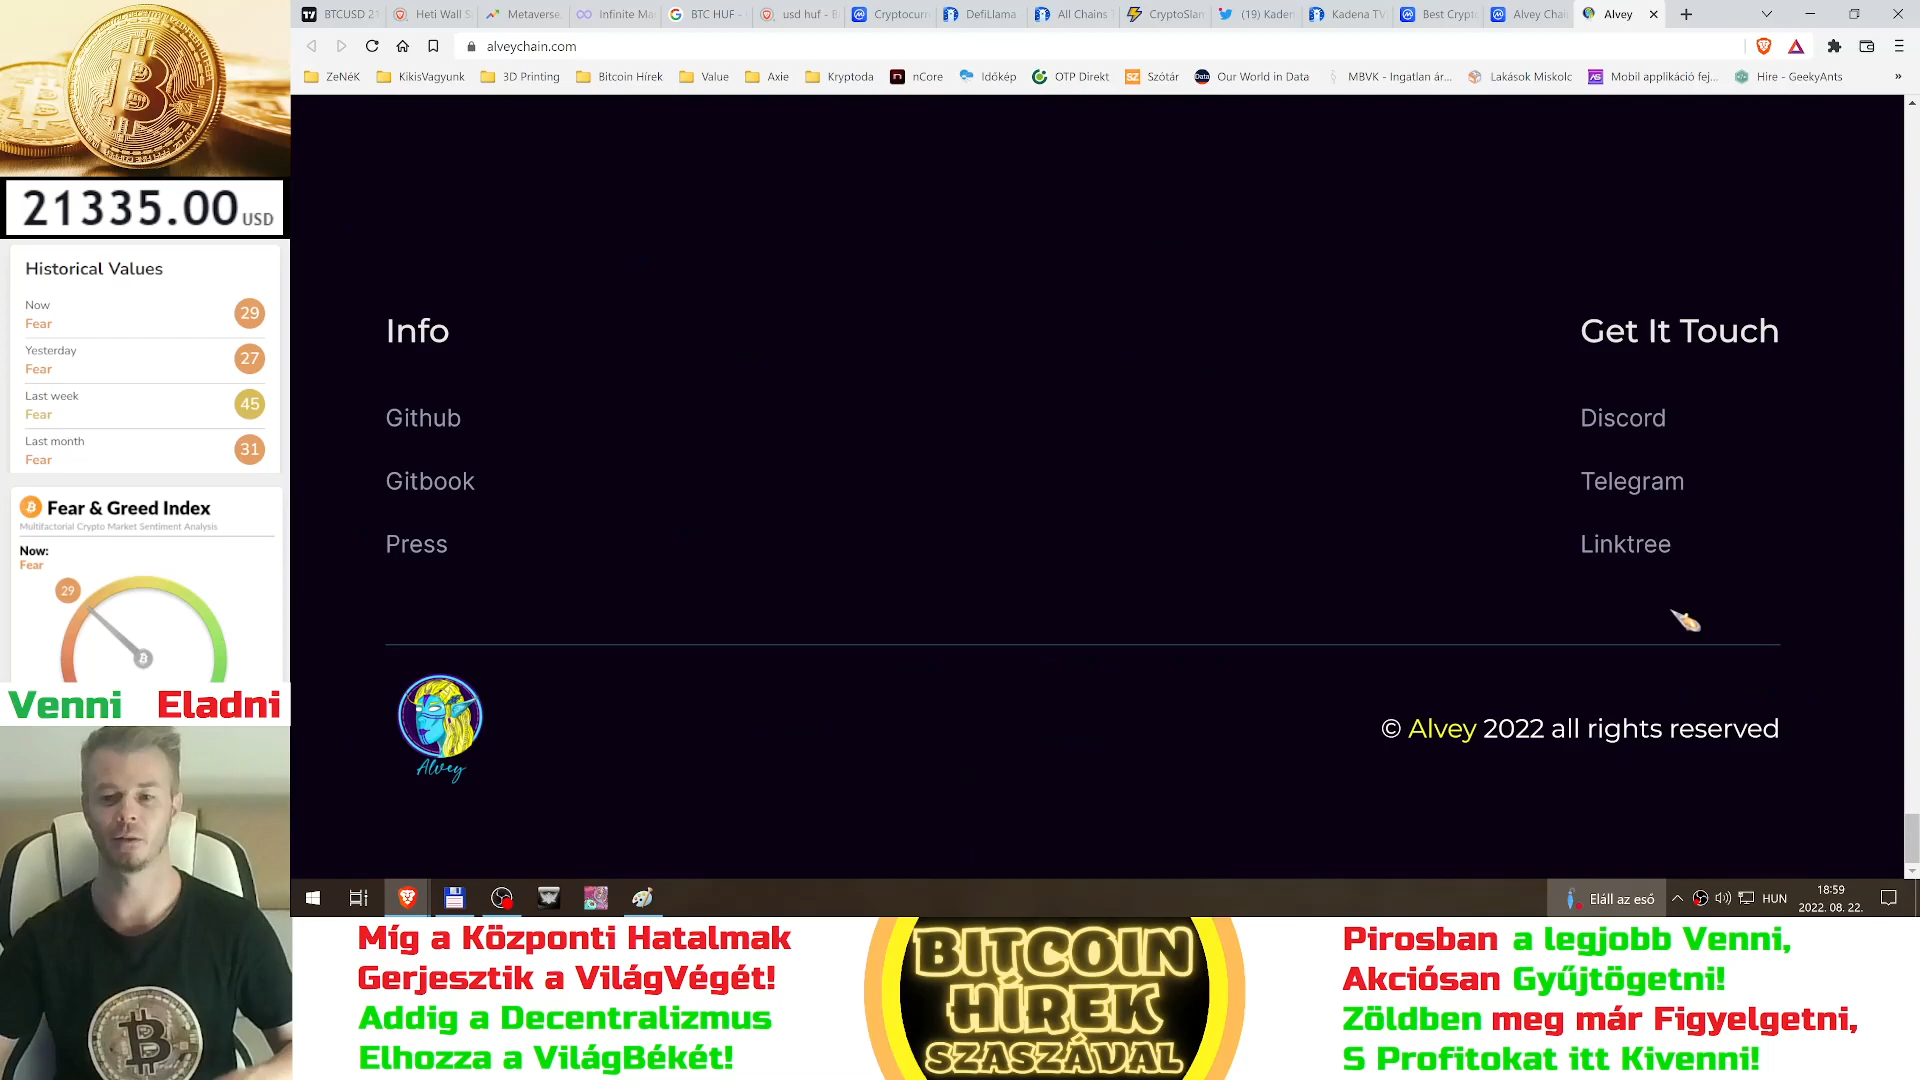 BTCUSD 21
Heti Wall S
Metaverse,
Infinite Ma
BTC HUF -
usd huf - B
Cryptocurr
DefiLlama
All Chains T
CryptoSlam
(19) Kaden
Kadena TV
Best Crypto
Alvey Chai
Alvey
alveychain.com
ZeNéK
KikisVagyunk
3D Printing
Bitcoin Hírek
Value
Axie
Kryptoda
nCore
Időkép
OTP Direkt
Szótár
Our World in Data
MBVK - Ingatlan ár...
Lakások Miskolc
Mobil applikáció fej...
Hire - GeekyAnts
»
21335.00 USD
Historical Values
Now
Fear
29
Yesterday
Fear
27
Last week
Fear
45
Last month
Fear
31
Fear & Greed Index
Multifactorial Crypto Market Sentiment Analysis
Now:
Fear
29
Venni Eladni
Info
Github
Gitbook
Press
Get It Touch
Discord
Telegram
Linktree
Alvey
© Alvey 2022 all rights reserved
Eláll az eső
HUN
18:59
2022. 08. 22.
Míg a Központi Hatalmak
Gerjesztik a VilágVégét!
Addig a Decentralizmus
Elhozza a VilágBékét!
BITCOIN
HÍREK
SZASZÁVAL
Pirosban a legjobb Venni,
Akciósan Gyűjtögetni!
Zöldben meg már Figyelgetni,
S Profitokat itt Kivenni!